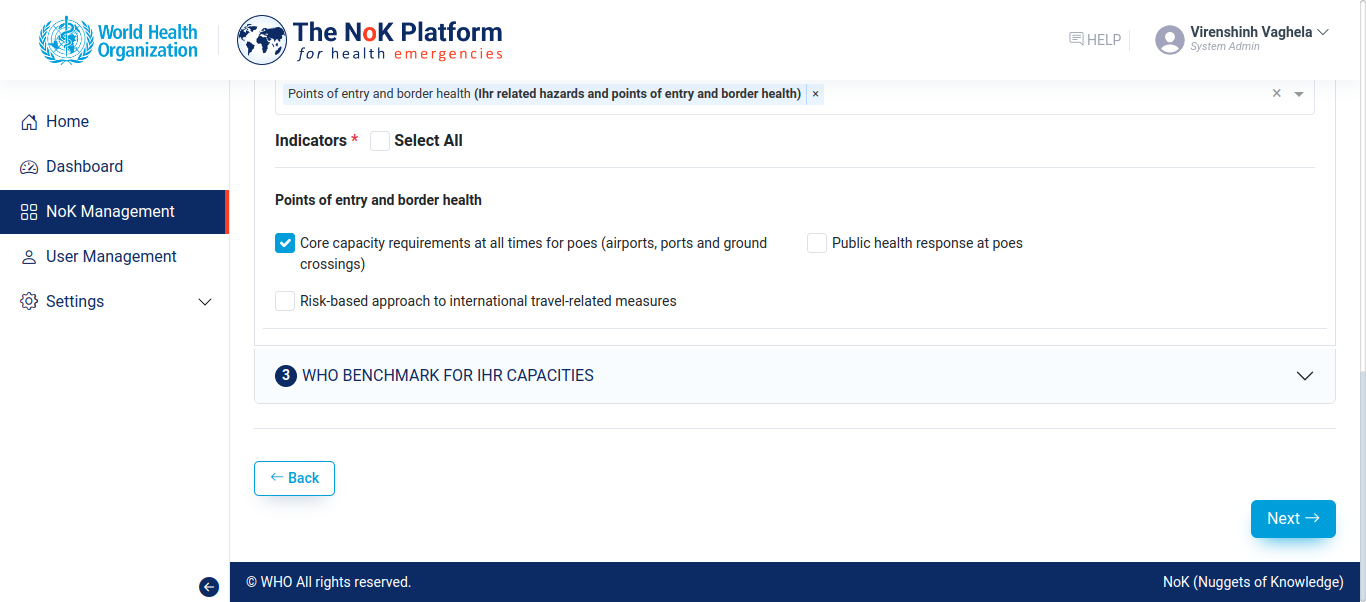 World Health
Organization
The NoK Platform
for health emergencies
HELP
Virenshinh Vaghela
System Admin
Home
Dashboard
NoK Management
User Management
Settings
Points of entry and border health (Ihr related hazards and points of entry and border health) ×
Indicators * Select All
Points of entry and border health
Core capacity requirements at all times for poes (airports, ports and ground
crossings)
Public health response at poes
Risk-based approach to international travel-related measures
3 WHO BENCHMARK FOR IHR CAPACITIES
← Back
Next →
© WHO All rights reserved.
NoK (Nuggets of Knowledge)